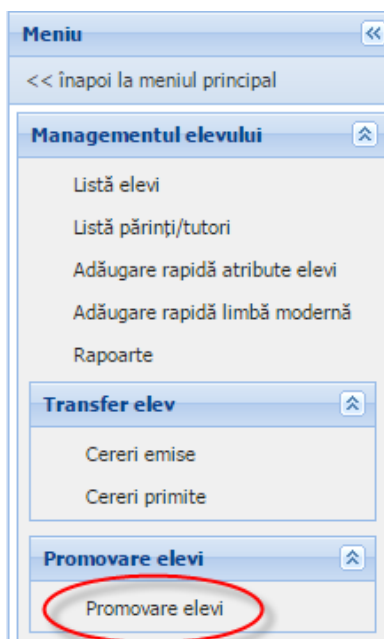 Meniu
<< înapoi la meniul principal
Managementul elevului
Listă elevi
Listă părinți/tutori
Adăugare rapidă atribute elevi
Adăugare rapidă limbă modernă
Rapoarte
Transfer elev
Cereri emise
Cereri primite
Promovare elevi
Promovare elevi